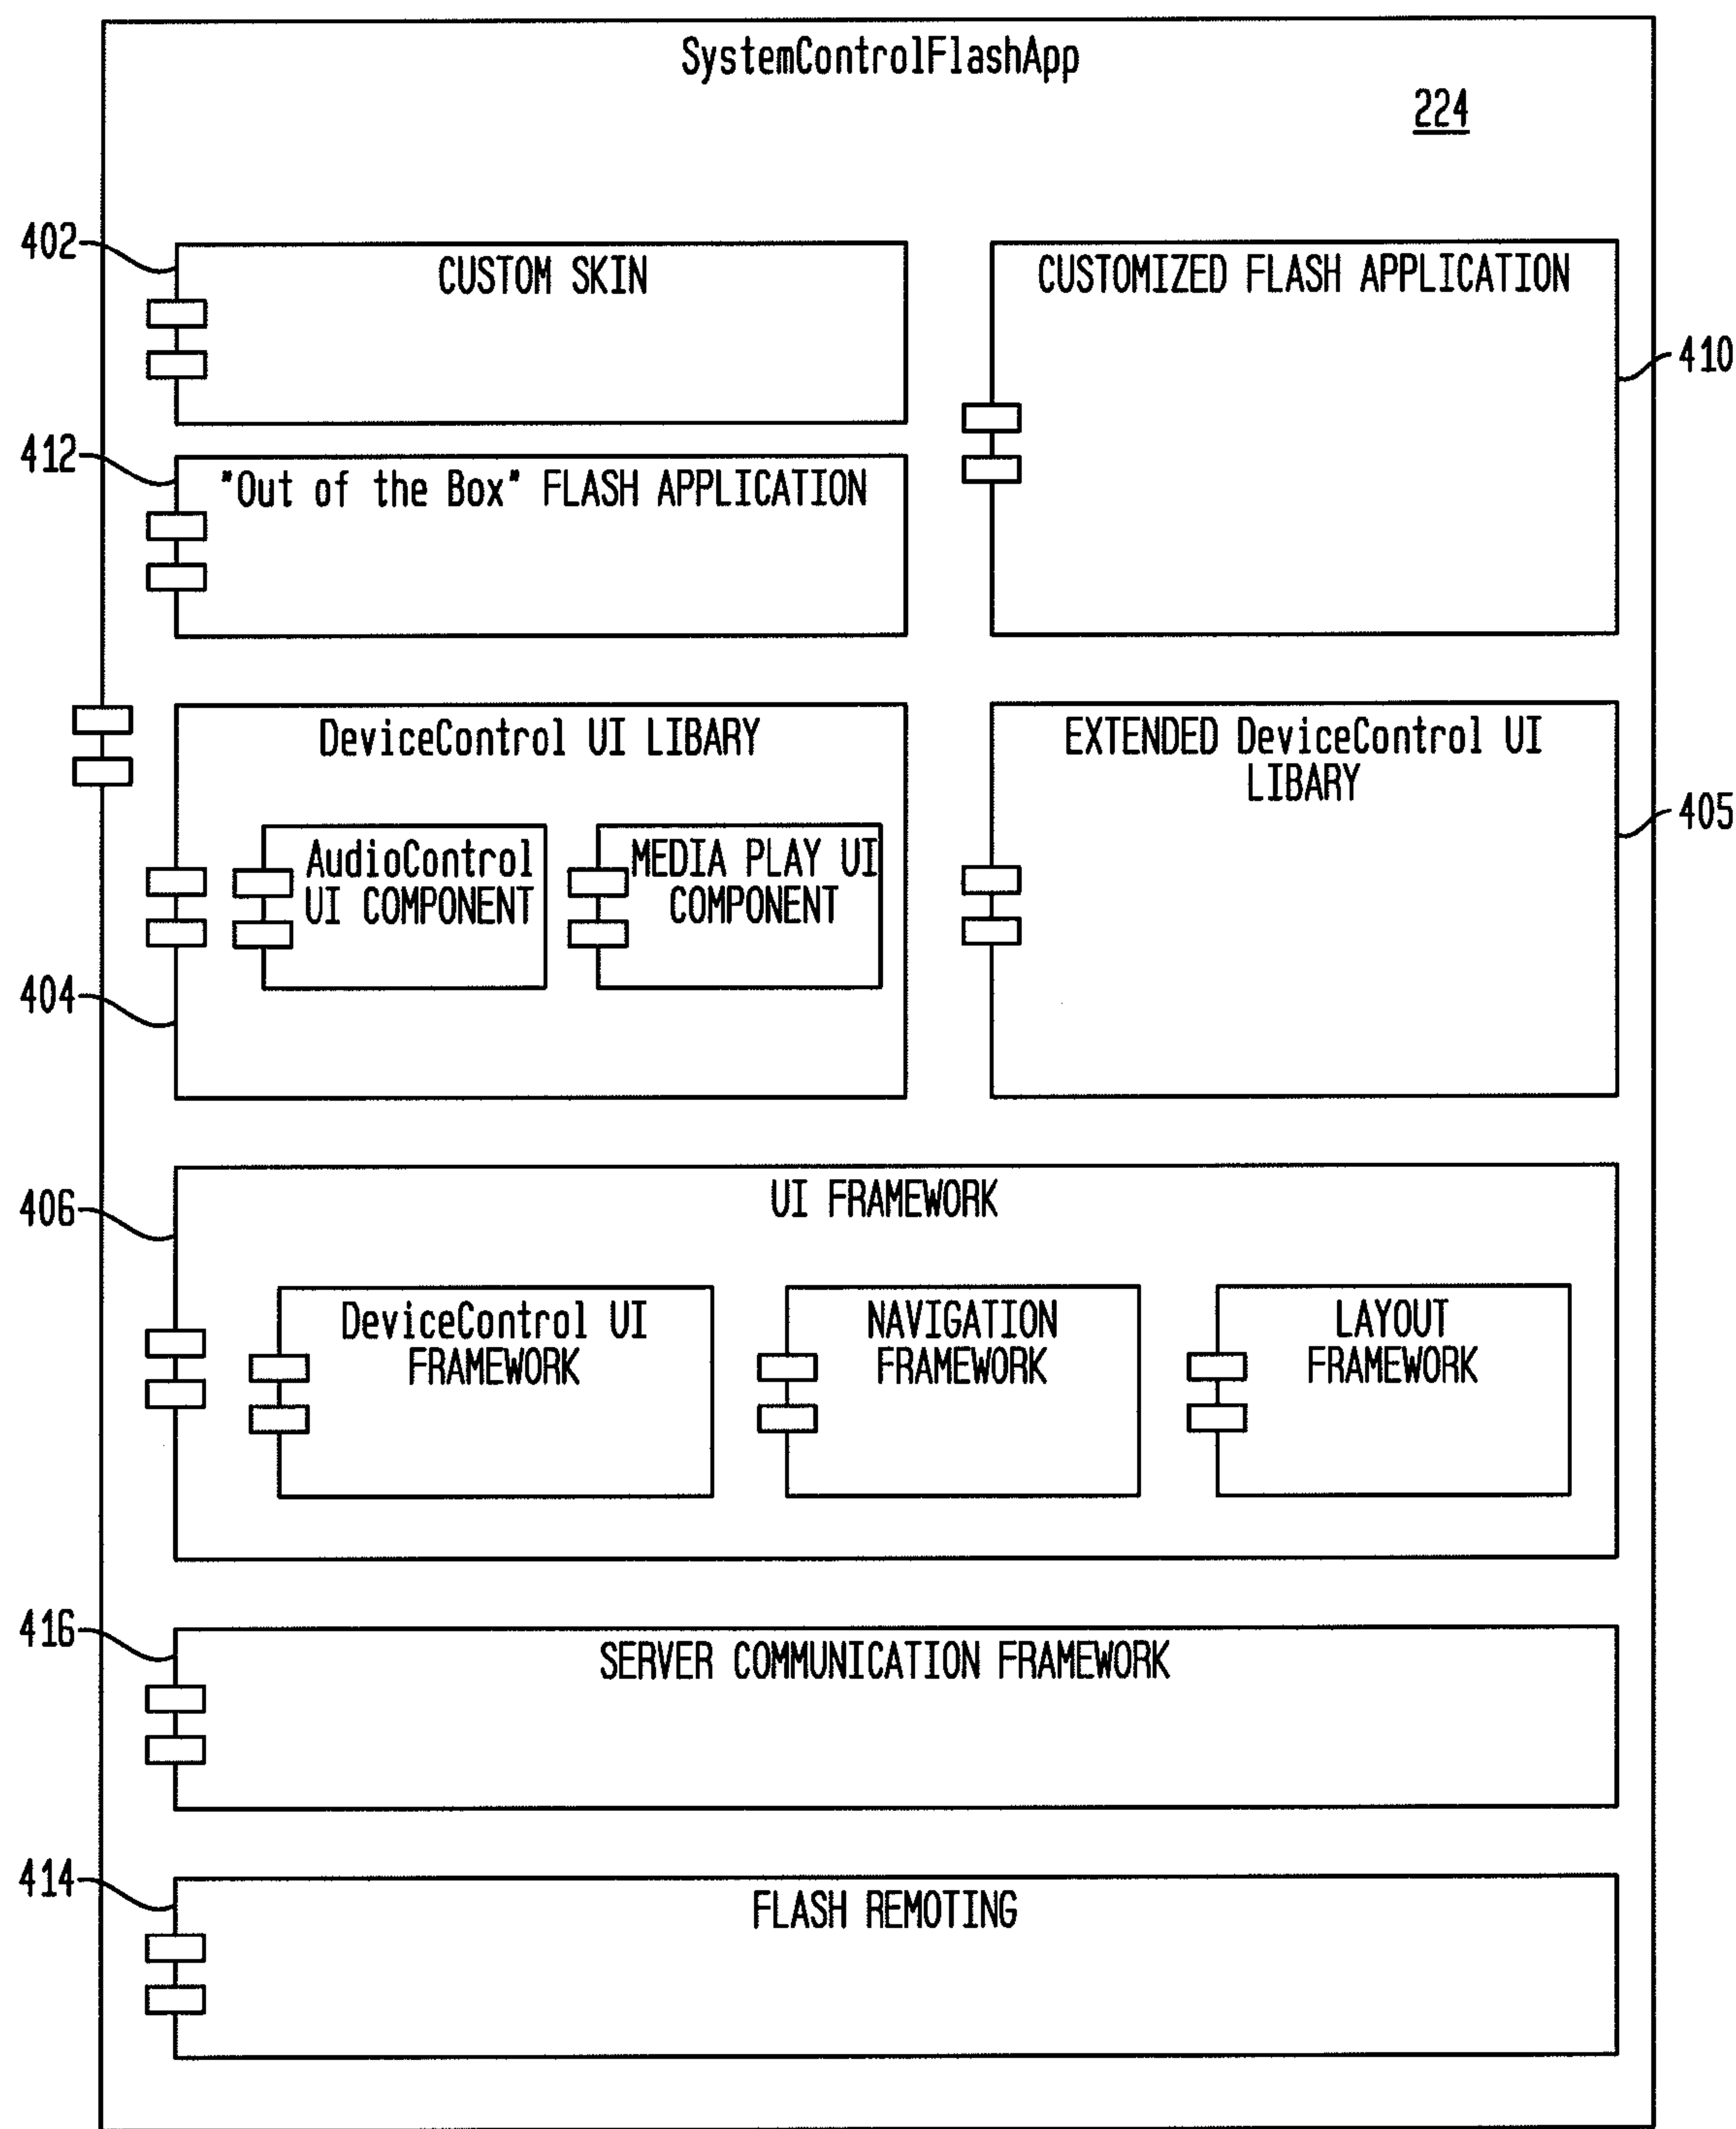 SystemControlFlashApp
224
402
CUSTOM SKIN
CUSTOMIZED FLASH APPLICATION
410
412
"Out of the Box" FLASH APPLICATION
DeviceControl UI LIBARY
EXTENDED DeviceControl UI
LIBARY
405
AudioControl
UI COMPONENT
MEDIA PLAY UI
COMPONENT
404
406
UI FRAMEWORK
DeviceControl UI
FRAMEWORK
NAVIGATION
FRAMEWORK
LAYOUT
FRAMEWORK
416
SERVER COMMUNICATION FRAMEWORK
414
FLASH REMOTING